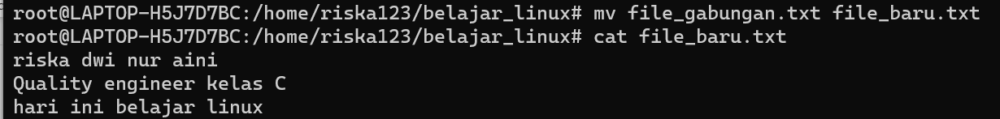 root@LAPTOP-H5J7D7BC:/home/riska123/belajar_linux# mv file_gabungan.txt file_baru.txt
root@LAPTOP-H5J7D7BC:/home/riska123/belajar_linux# cat file_baru.txt
riska dwi nur aini
Quality engineer kelas C
hari ini belajar linux